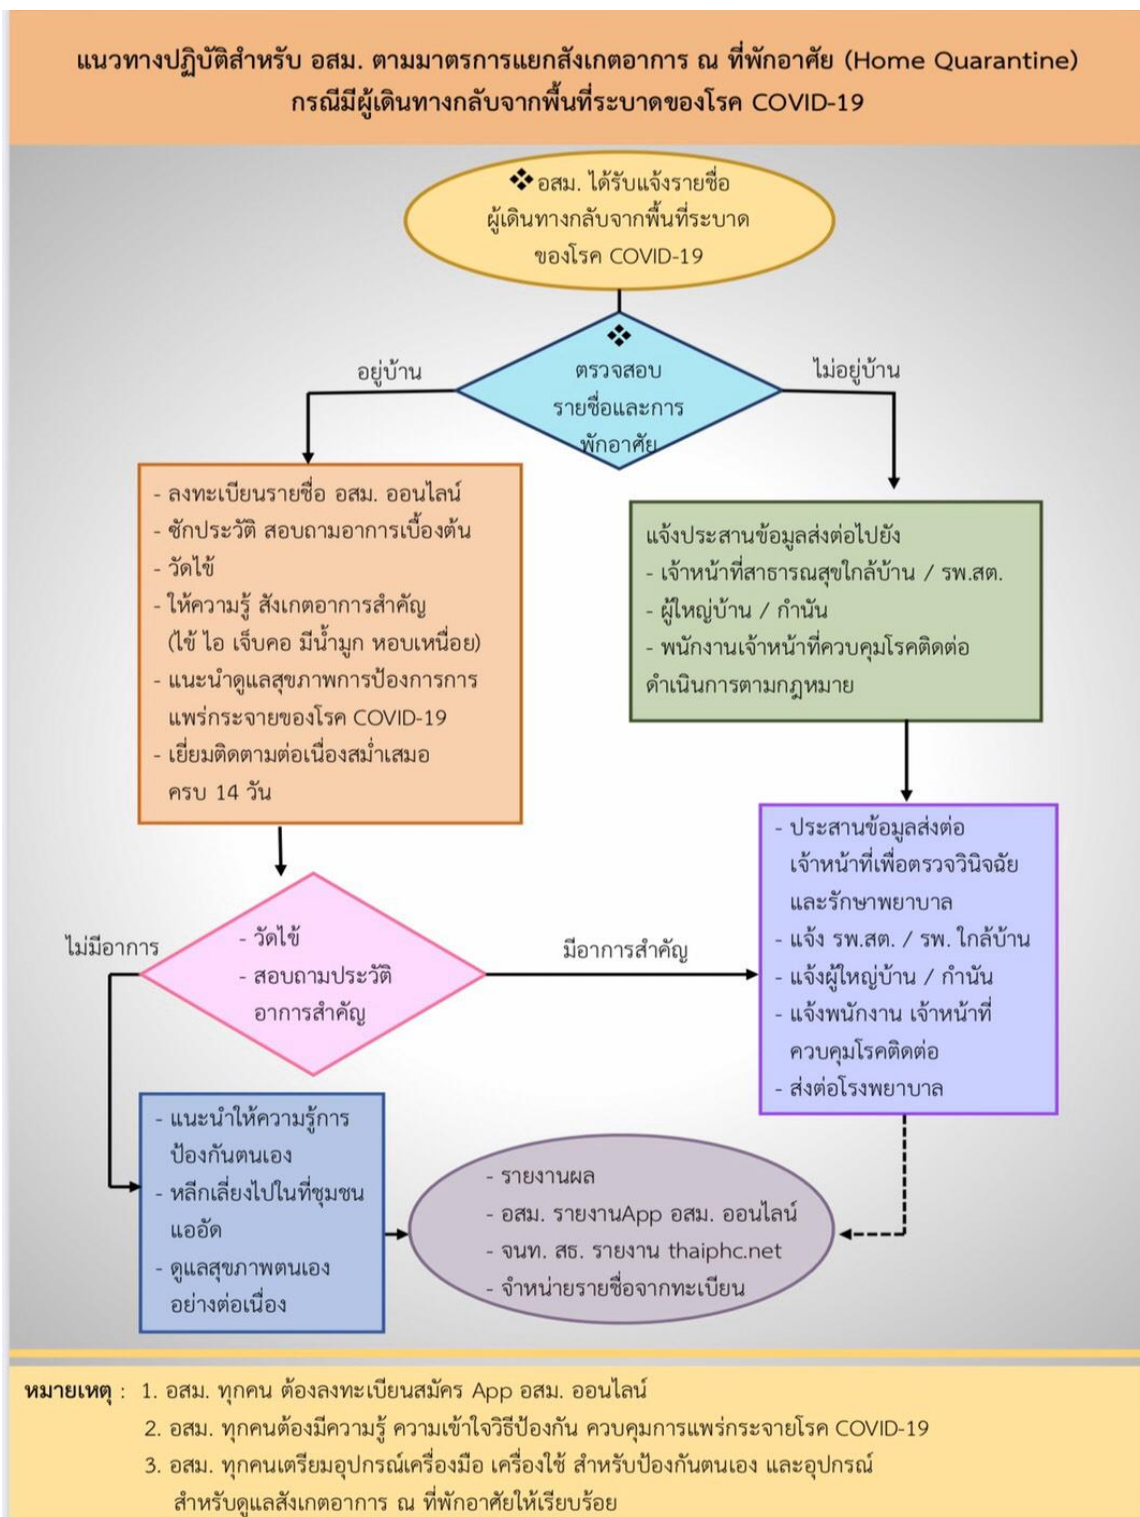 แนวทางปฏิบัติสำหรับ อสม. ตามมาตรการแยกสังเกตอาการ ณ ที่พักอาศัย (Home Quarantine)
กรณีมีผู้เดินทางกลับจากพื้นที่ระบาดของโรค COVID-19
❖ อสม. ได้รับแจ้งรายชื่อ
ผู้เดินทางกลับจากพื้นที่ระบาด
ของโรค COVID-19
❖
ตรวจสอบ
รายชื่อและการ
พักอาศัย
อยู่บ้าน
ไม่อยู่บ้าน
- ลงทะเบียนรายชื่อ อสม. ออนไลน์
- ซักประวัติ สอบถามอาการเบื้องต้น
- วัดไข้
- ให้ความรู้ สังเกตอาการสำคัญ
(ไข้ ไอ เจ็บคอ มีน้ำมูก หอบเหนื่อย)
- แนะนำดูแลสุขภาพการป้องการการ
แพร่กระจายของโรค COVID-19
- เยี่ยมติดตามต่อเนื่องสม่ำเสมอ
ครบ 14 วัน
แจ้งประสานข้อมูลส่งต่อไปยัง
- เจ้าหน้าที่สาธารณสุขใกล้บ้าน / รพ.สต.
- ผู้ใหญ่บ้าน / กำนัน
- พนักงานเจ้าหน้าที่ควบคุมโรคติดต่อ
ดำเนินการตามกฎหมาย
- วัดไข้
- สอบถามประวัติ
อาการสำคัญ
ไม่มีอาการ
มีอาการสำคัญ
- ประสานข้อมูลส่งต่อ
เจ้าหน้าที่เพื่อตรวจวินิจฉัย
และรักษาพยาบาล
- แจ้ง รพ.สต. / รพ. ใกล้บ้าน
- แจ้งผู้ใหญ่บ้าน / กำนัน
- แจ้งพนักงาน เจ้าหน้าที่
ควบคุมโรคติดต่อ
- ส่งต่อโรงพยาบาล
- แนะนำให้ความรู้การ
ป้องกันตนเอง
- หลีกเลี่ยงไปในที่ชุมชน
แออัด
- ดูแลสุขภาพตนเอง
อย่างต่อเนื่อง
- รายงานผล
- อสม. รายงานApp อสม. ออนไลน์
- จนท. สธ. รายงาน thaiphc.net
- จำหน่ายรายชื่อจากทะเบียน
หมายเหตุ : 1. อสม. ทุกคน ต้องลงทะเบียนสมัคร App อสม. ออนไลน์
2. อสม. ทุกคนต้องมีความรู้ ความเข้าใจวิธีป้องกัน ควบคุมการแพร่กระจายโรค COVID-19
3. อสม. ทุกคนเตรียมอุปกรณ์เครื่องมือ เครื่องใช้ สำหรับป้องกันตนเอง และอุปกรณ์
สำหรับดูแลสังเกตอาการ ณ ที่พักอาศัยให้เรียบร้อย